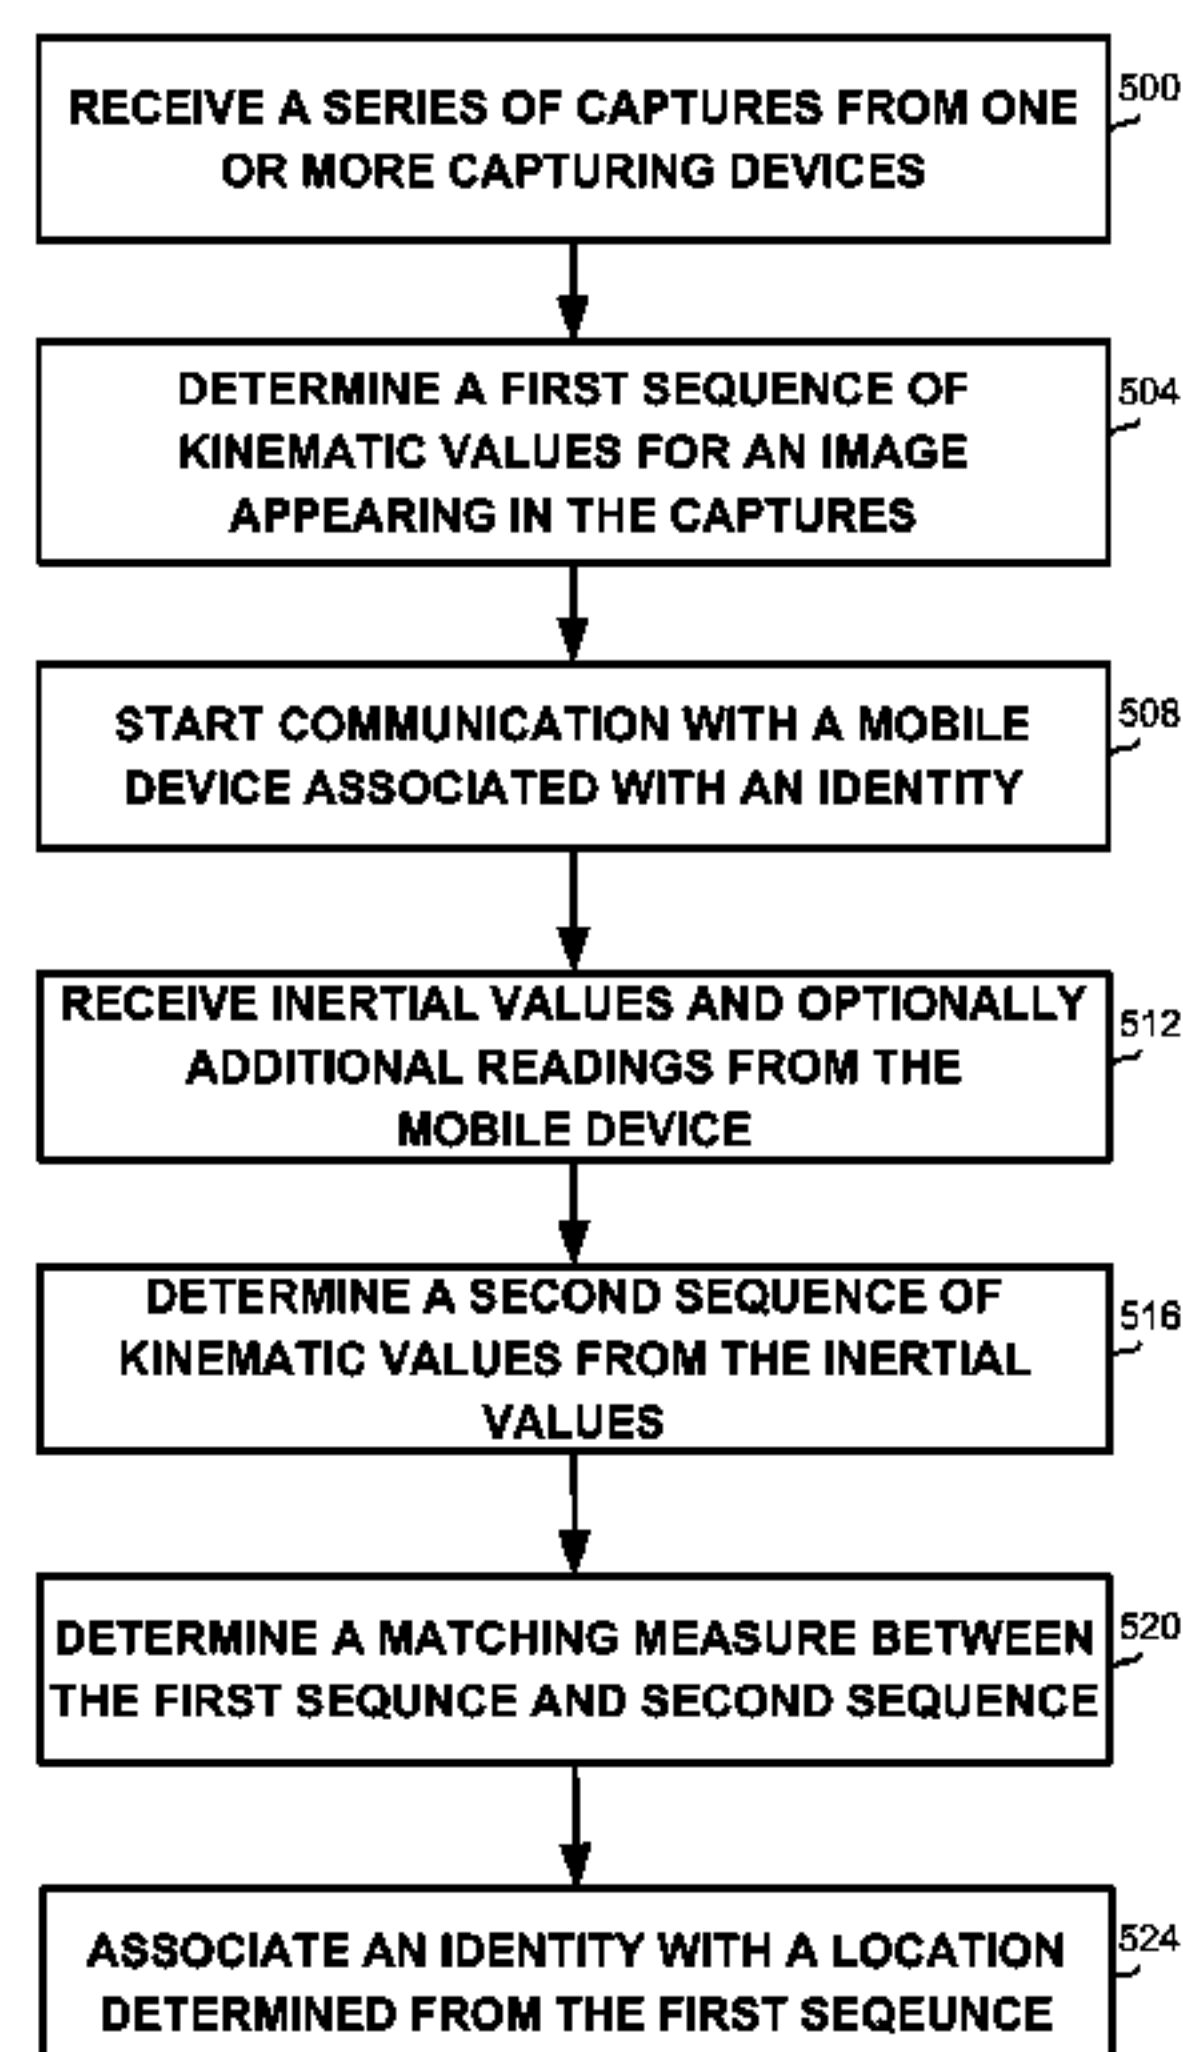 RECEIVE A SERIES OF CAPTURES FROM ONE
OR MORE CAPTURING DEVICES
500
DETERMINE A FIRST SEQUENCE OF
KINEMATIC VALUES FOR AN IMAGE
APPEARING IN THE CAPTURES
504
START COMMUNICATION WITH A MOBILE
DEVICE ASSOCIATED WITH AN IDENTITY
508
RECEIVE INERTIAL VALUES AND OPTIONALLY
ADDITIONAL READINGS FROM THE
MOBILE DEVICE
512
DETERMINE A SECOND SEQUENCE OF
KINEMATIC VALUES FROM THE INERTIAL
VALUES
516
DETERMINE A MATCHING MEASURE BETWEEN
THE FIRST SEQUNCE AND SECOND SEQUENCE
520
ASSOCIATE AN IDENTITY WITH A LOCATION
DETERMINED FROM THE FIRST SEQEUNCE
524